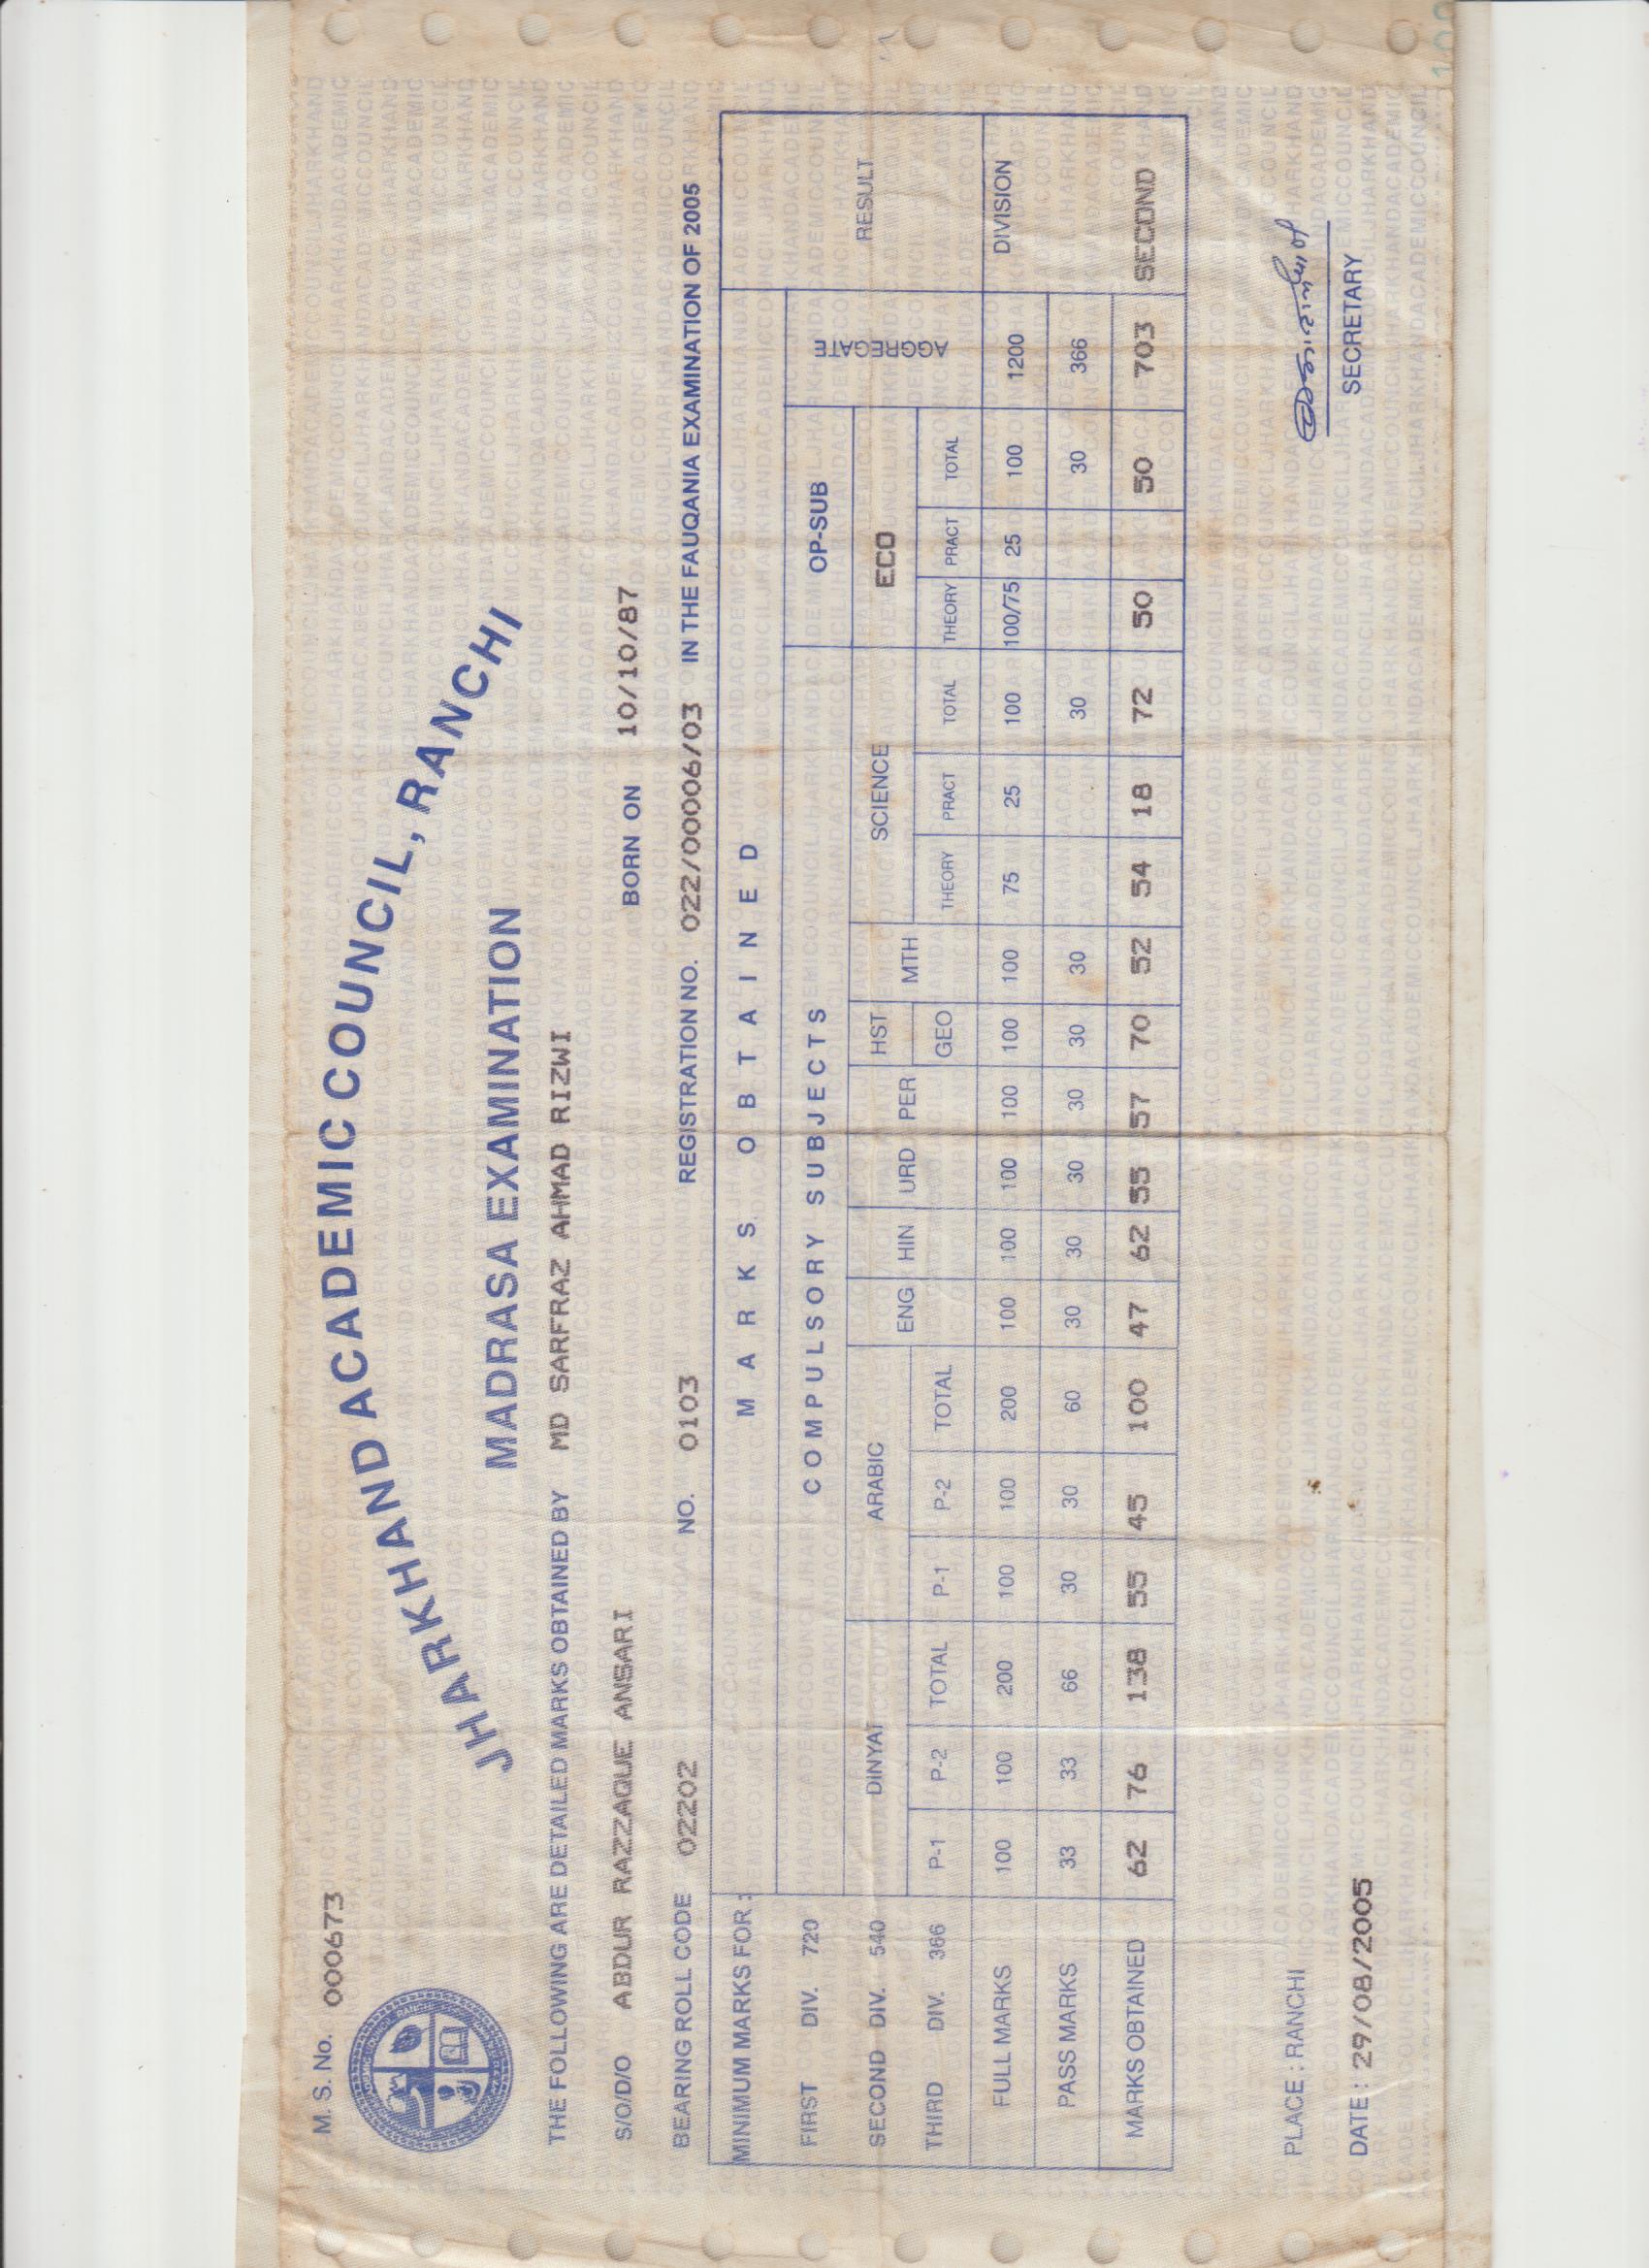 M. S. No. 000673
JHARKHAND ACADEMIC COUNCIL, RANCHI
MADRASA EXAMINATION
THE FOLLOWING ARE DETAILED MARKS OBTAINED BY MD SARFRAZ AHMAD RIZWI
S/O/D/O ABDUR RAZZAQUE ANSARI BORN ON 10/10/87
BEARING ROLL CODE 02202 NO. 0103 REGISTRATION NO. 022/00006/03 IN THE FAUQANIA EXAMINATION OF 2005
MINIMUM MARKS FOR : MARKS OBTAINED
FIRST DIV. 720 COMPULSORY SUBJECTS OP-SUB AGGREGATE RESULT
SECOND DIV. 540 DINYAT ARABIC ENG HIN URD PER HST GEO MTH SCIENCE ECO
THIRD DIV. 366 P-1 P-2 TOTAL P-1 P-2 TOTAL THEORY PRACT TOTAL THEORY PRACT TOTAL
FULL MARKS 100 100 200 100 100 200 100 100 100 100 100 100 75 25 100 100/75 25 100 1200 DIVISION
PASS MARKS 33 33 66 30 30 60 30 30 30 30 30 30 30 30 366
MARKS OBTAINED 62 76 138 55 45 100 47 62 55 57 70 52 54 18 72 50 50 703 SECOND
PLACE : RANCHI
DATE : 29/08/2005
SECRETARY